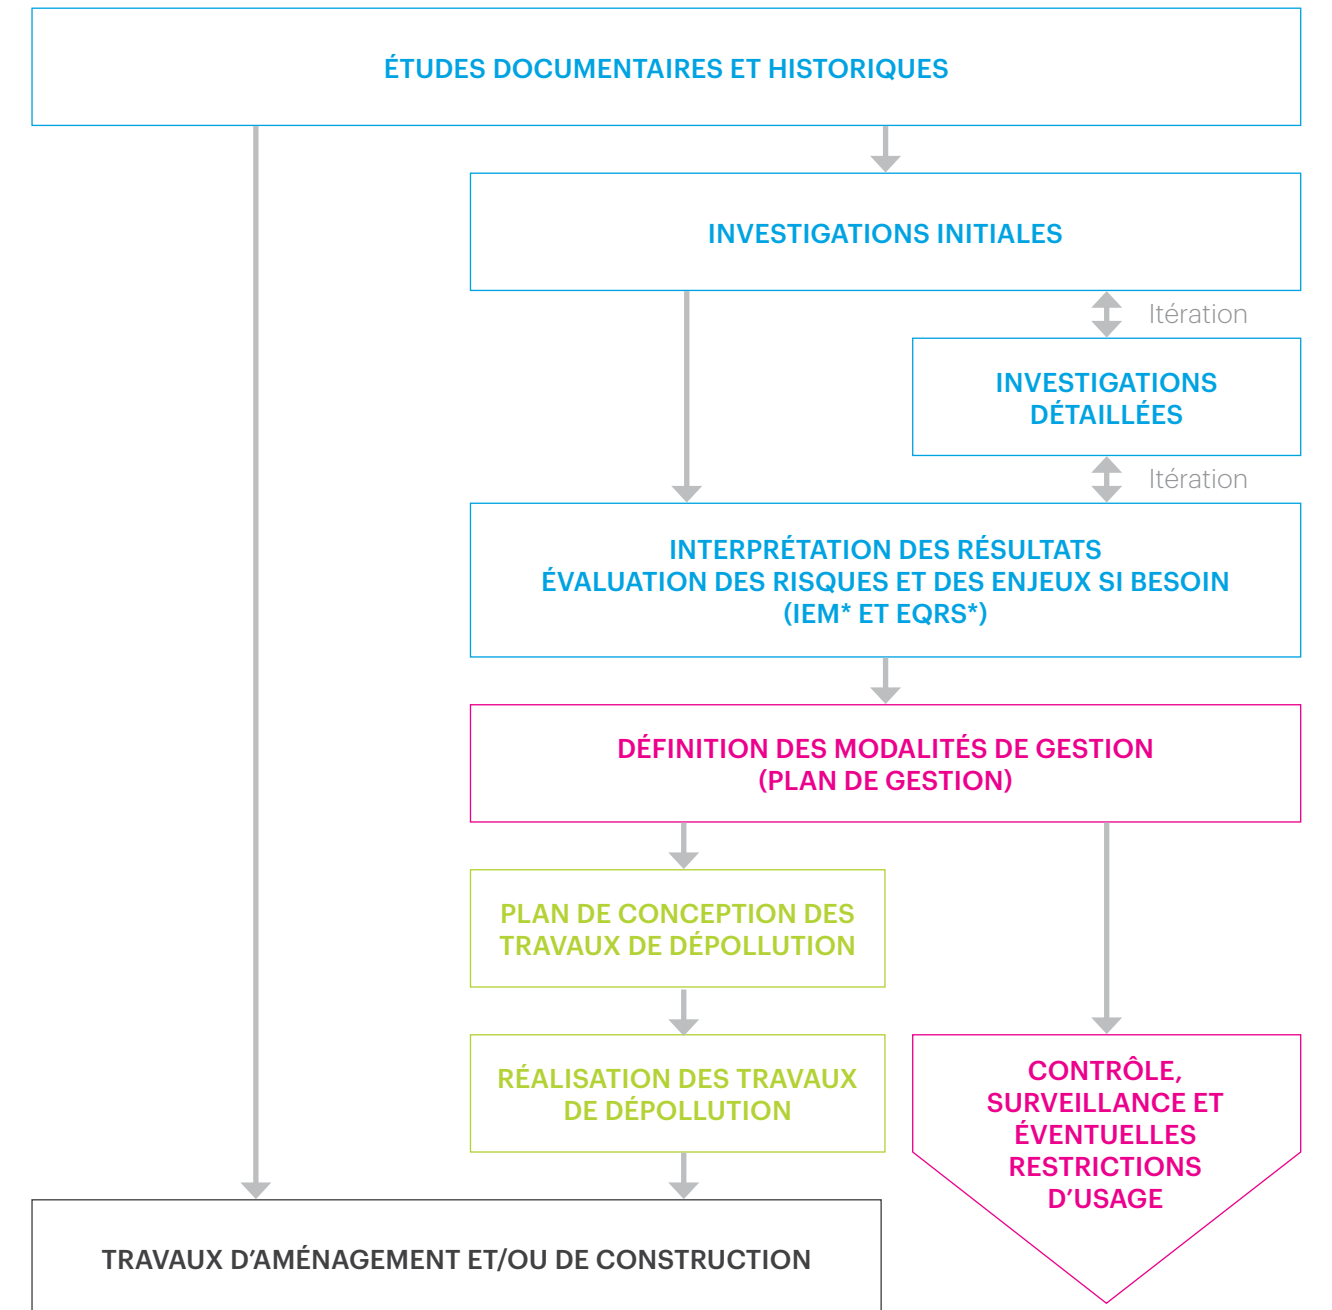 ÉTUDES DOCUMENTAIRES ET HISTORIQUES
INVESTIGATIONS INITIALES
Itération
INVESTIGATIONS
DÉTAILLÉES
Itération
INTERPRÉTATION DES RÉSULTATS
ÉVALUATION DES RISQUES ET DES ENJEUX SI BESOIN
(IEM* ET EQRS*)
DÉFINITION DES MODALITÉS DE GESTION
(PLAN DE GESTION)
PLAN DE CONCEPTION DES
TRAVAUX DE DÉPOLLUTION
RÉALISATION DES TRAVAUX
DE DÉPOLLUTION
CONTRÔLE,
SURVEILLANCE ET
ÉVENTUELLES
RESTRICTIONS
D’USAGE
TRAVAUX D’AMÉNAGEMENT ET/OU DE CONSTRUCTION